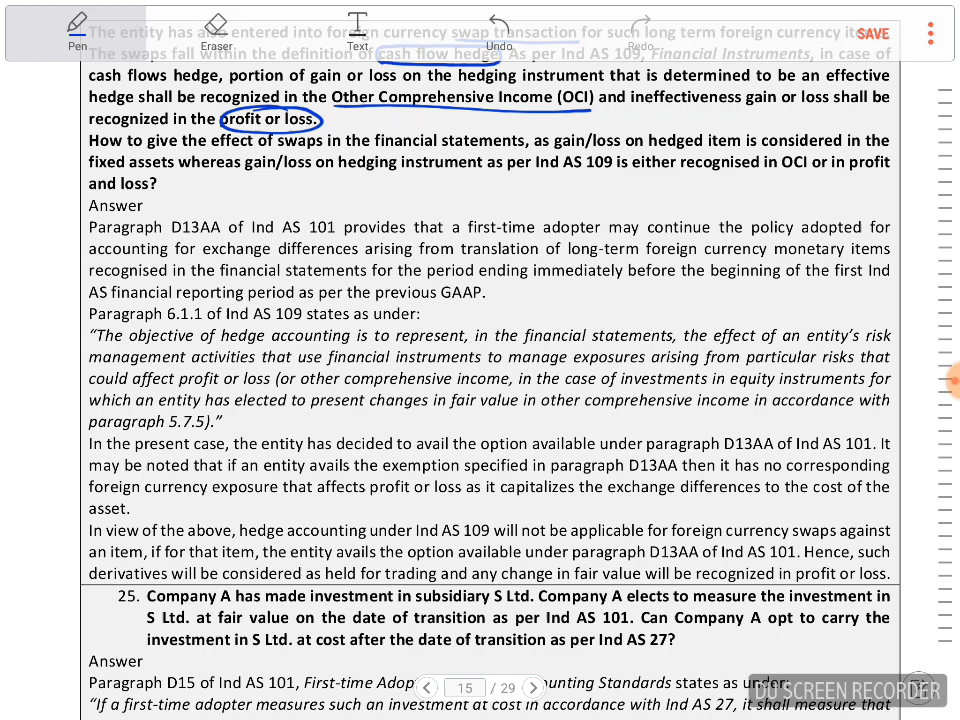 The entity has also entered into foreign currency swap transaction for such long term foreign currency
The swaps fall within the definition of cash flow hedge. As per Ind AS 109, Financial Instruments, in case of
SAVE
Pen
Eraser
Text
Undo
Redo
cash flows hedge, portion of gain or loss on the hedging instrument that is determined to be an effective
hedge shall be recognized in the Other Comprehensive Income (OCI) and ineffectiveness gain or loss shall be
recognized in the profit or loss.
How to give the effect of swaps in the financial statements, as gain/loss on hedged item is considered in the
fixed assets whereas gain/loss on hedging instrument as per Ind AS 109 is either recognised in OCI or in profit
and loss?
Answer
Paragraph D13AA of Ind AS 101 provides that a first-time adopter may continue the policy adopted for
accounting for exchange differences arising from translation of long-term foreign currency monetary items
recognised in the financial statements for the period ending immediately before the beginning of the first Ind
AS financial reporting period as per the previous GAAP.
Paragraph 6.1.1 of Ind AS 109 states as under:
“The objective of hedge accounting is to represent, in the financial statements, the effect of an entity’s risk
management activities that use financial instruments to manage exposures arising from particular risks that
could affect profit or loss (or other comprehensive income, in the case of investments in equity instruments for
which an entity has elected to present changes in fair value in other comprehensive income in accordance with
paragraph 5.7.5).”
In the present case, the entity has decided to avail the option available under paragraph D13AA of Ind AS 101. It
may be noted that if an entity avails the exemption specified in paragraph D13AA then it has no corresponding
foreign currency exposure that affects profit or loss as it capitalizes the exchange differences to the cost of the
asset.
In view of the above, hedge accounting under Ind AS 109 will not be applicable for foreign currency swaps against
an item, if for that item, the entity avails the option available under paragraph D13AA of Ind AS 101. Hence, such
derivatives will be considered as held for trading and any change in fair value will be recognized in profit or loss.
25. Company A has made investment in subsidiary S Ltd. Company A elects to measure the investment in
S Ltd. at fair value on the date of transition as per Ind AS 101. Can Company A opt to carry the
investment in S Ltd. at cost after the date of transition as per Ind AS 27?
Answer
Paragraph D15 of Ind AS 101, First-time Adop unting Standards states as under:
15 / 29
DU SCREEN RECORDER
“If a first-time adopter measures such an investment at cost in accordance with Ind AS 27, it shall measure that